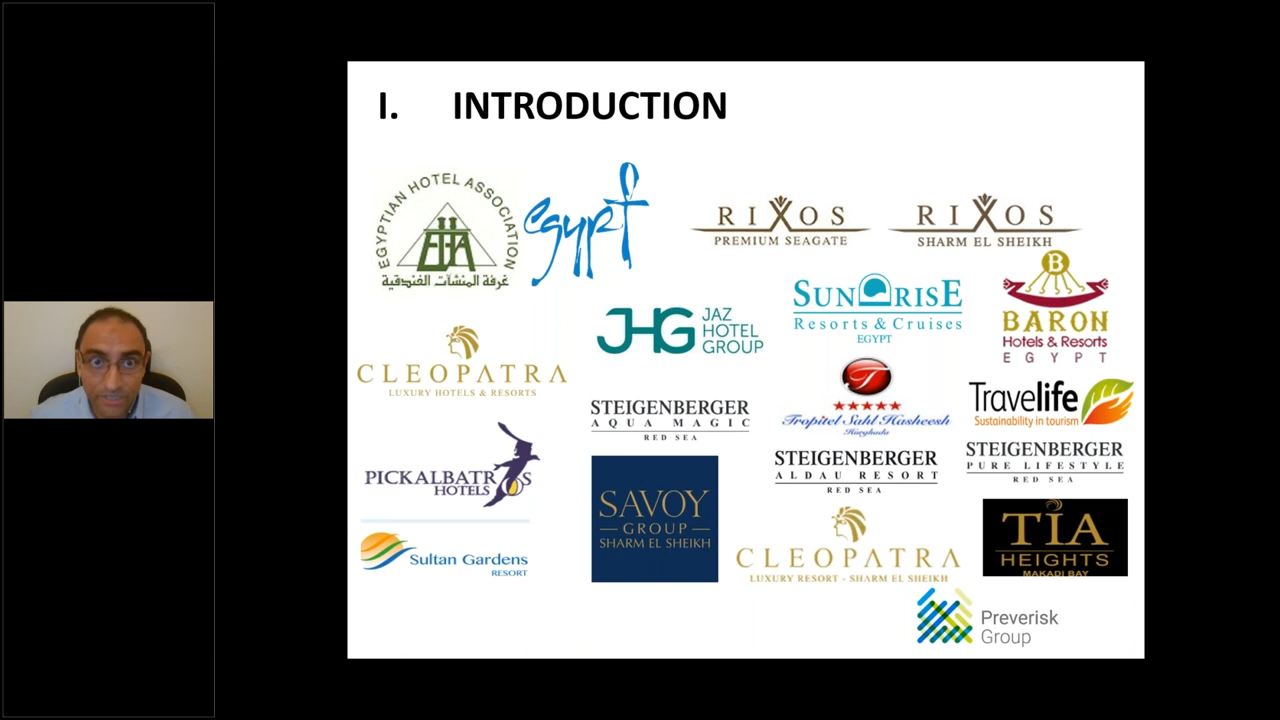 I. INTRODUCTION
EGYPTIAN HOTEL ASSOCIATION
EHA
غرفة المنشآت الفندقية
egypt
RIXOS
PREMIUM SEAGATE
RIXOS
SHARM EL SHEIKH
JHG
JAZ
HOTEL
GROUP
SUNRISE
Resorts & Cruises
EGYPT
B
BARON
Hotels & Resorts
EGYPT
CLEOPATRA
LUXURY HOTELS & RESORTS
STEIGENBERGER
AQUA MAGIC
RED SEA
T
Tropitel Sahl Hasheesh
Hurghada
Travelife
Sustainability in tourism
PICKALBATROS
HOTELS
STEIGENBERGER
ALDAU RESORT
RED SEA
STEIGENBERGER
PURE LIFESTYLE
RED SEA
SAVOY
GROUP
SHARM EL SHEIKH
Sultan Gardens
RESORT
CLEOPATRA
LUXURY RESORT - SHARM EL SHEIKH
TIA
HEIGHTS
MAKADI BAY
Preverisk
Group